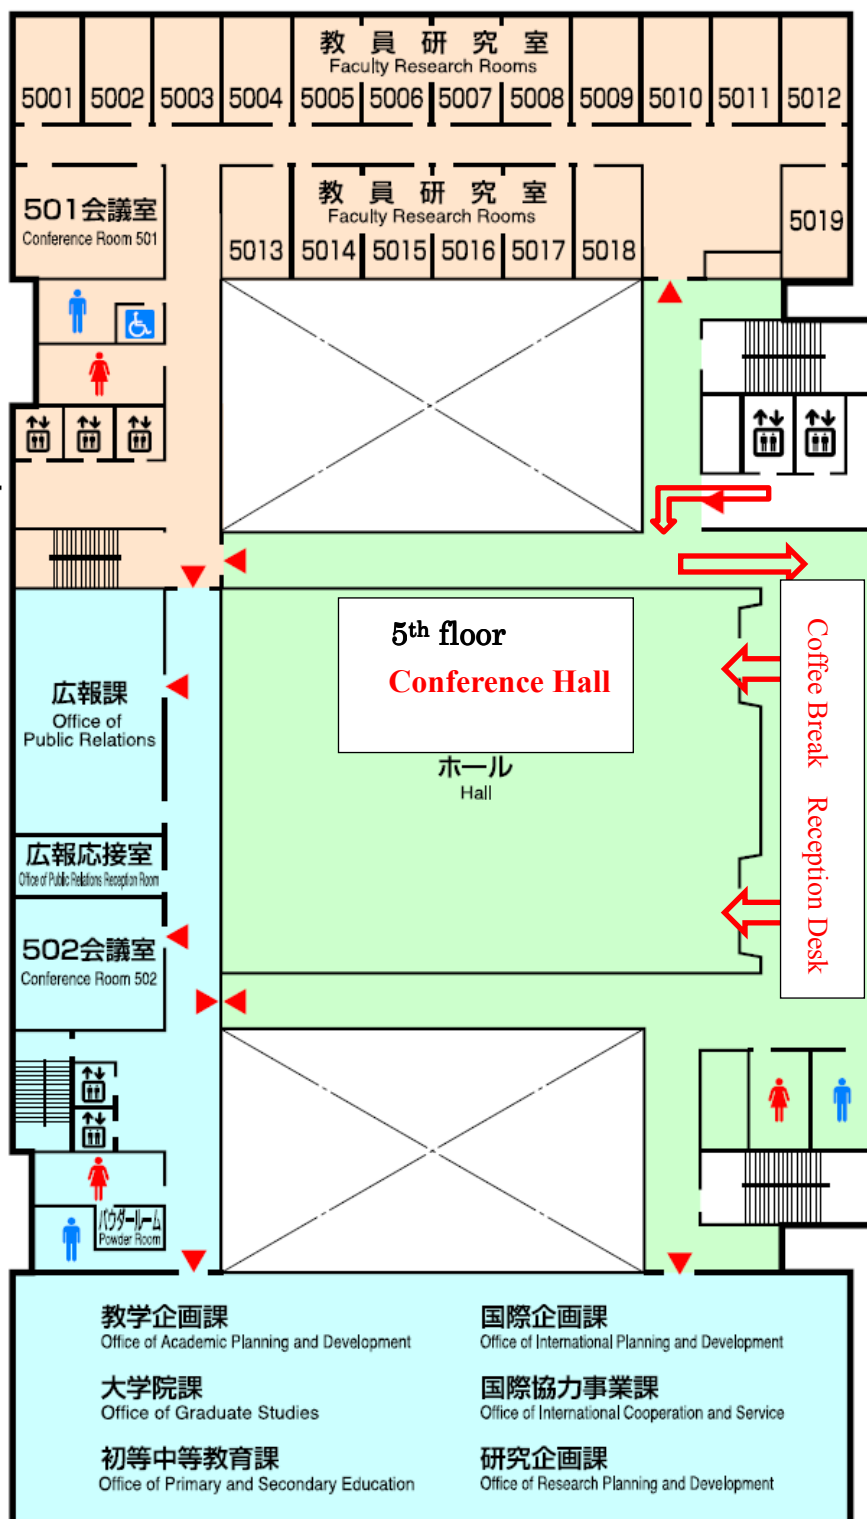 教員研究室
Faculty Research Rooms
5001 5002 5003 5004 5005 5006 5007 5008 5009 5010 5011 5012
501会議室
Conference Room 501
教員研究室
Faculty Research Rooms
5013 5014 5015 5016 5017 5018
5019
5th floor
Conference Hall
ホール
Hall
Coffee Break Reception Desk
広報課
Office of
Public Relations
広報応接室
Office of Public Relations Reception Room
502会議室
Conference Room 502
パウダールーム
Powder Room
教学企画課
Office of Academic Planning and Development
大学院課
Office of Graduate Studies
初等中等教育課
Office of Primary and Secondary Education
国際企画課
Office of International Planning and Development
国際協力事業課
Office of International Cooperation and Service
研究企画課
Office of Research Planning and Development